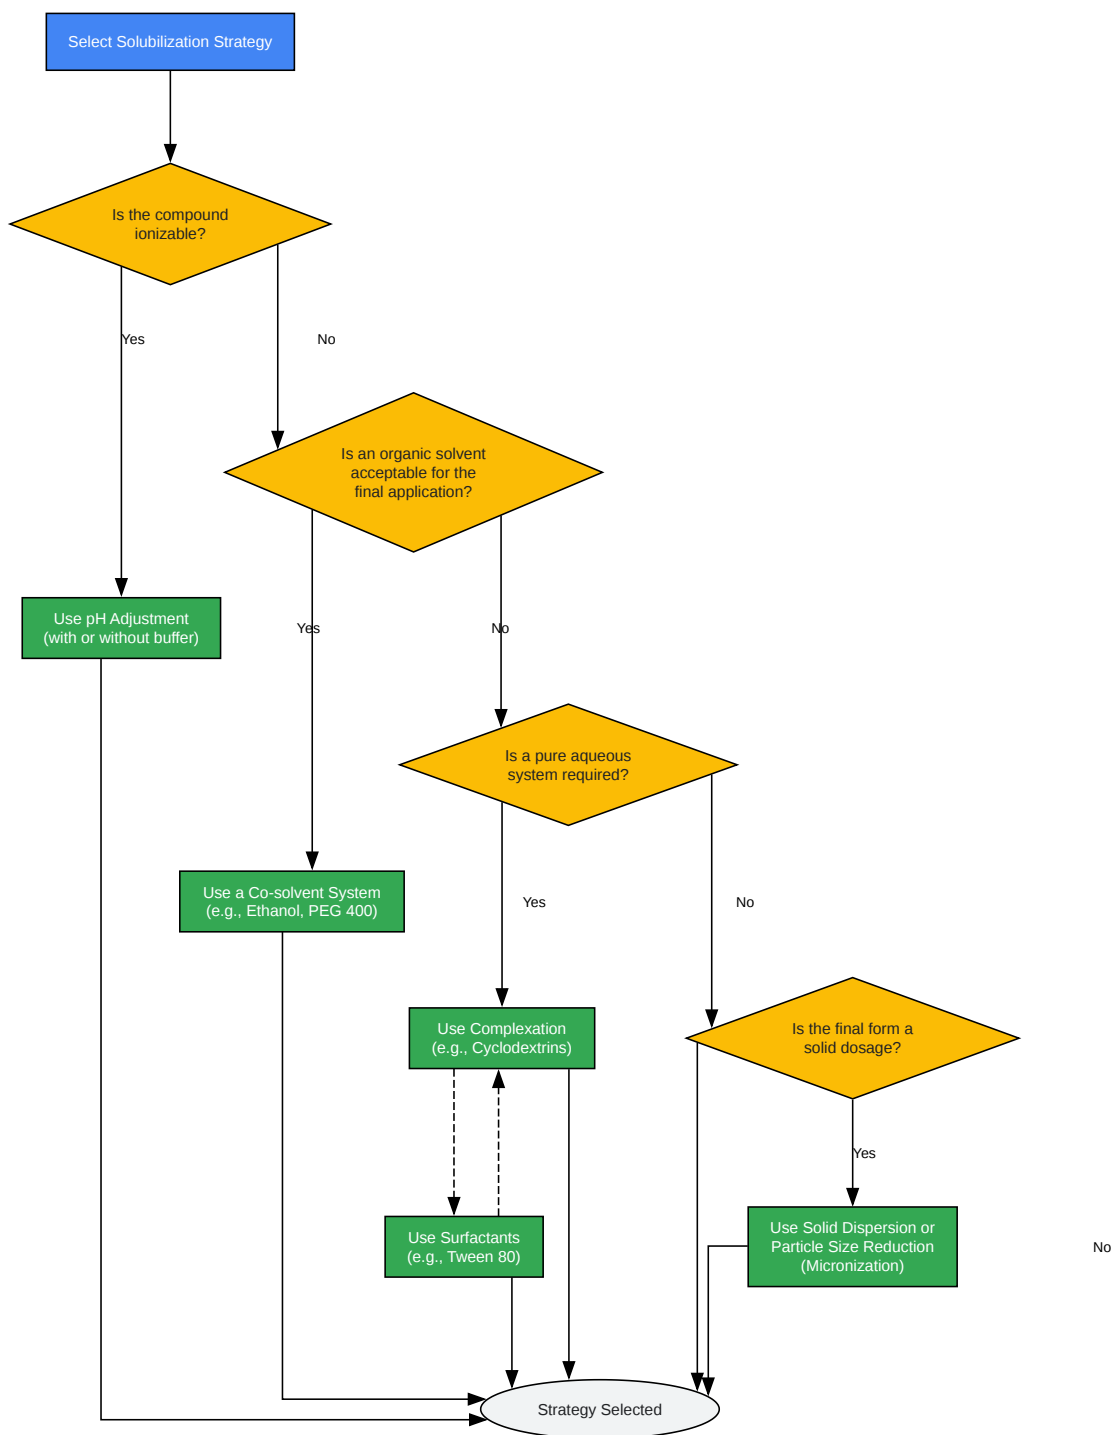 Select Solubilization Strategy
Is the compound
ionizable?
Yes
No
Is an organic solvent
acceptable for the
final application?
Use pH Adjustment
(with or without buffer)
Yes
No
Is a pure aqueous
system required?
Use a Co-solvent System
(e.g., Ethanol, PEG 400)
Yes
No
Use Complexation
(e.g., Cyclodextrins)
Is the final form a
solid dosage?
Yes
Use Surfactants
(e.g., Tween 80)
Use Solid Dispersion or
Particle Size Reduction
(Micronization)
No
Strategy Selected